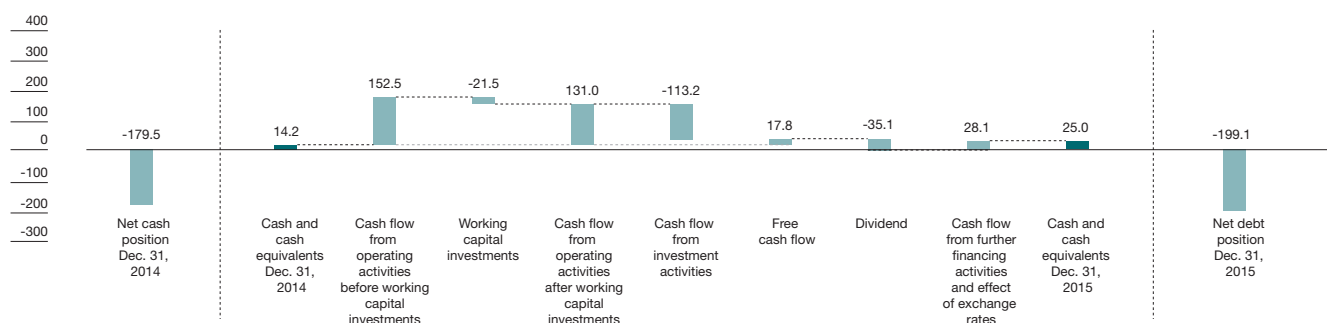 400
300
200
100
0
-100
-200
-300
-179.5
14.2
152.5
-21.5
131.0
-113.2
17.8
-35.1
28.1
25.0
-199.1
Net cash
position
Dec. 31,
2014
Cash and
cash
equivalents
Dec. 31,
2014
Cash flow
from
operating
activities
before working
capital
investments
Working
capital
investments
Cash flow
from
operating
activities
after working
capital
investments
Cash flow
from
investment
activities
Free
cash flow
Dividend
Cash flow
from further
financing
activities
and effect
of exchange
rates
Cash and
cash
equivalents
Dec. 31,
2015
Net debt
position
Dec. 31,
2015